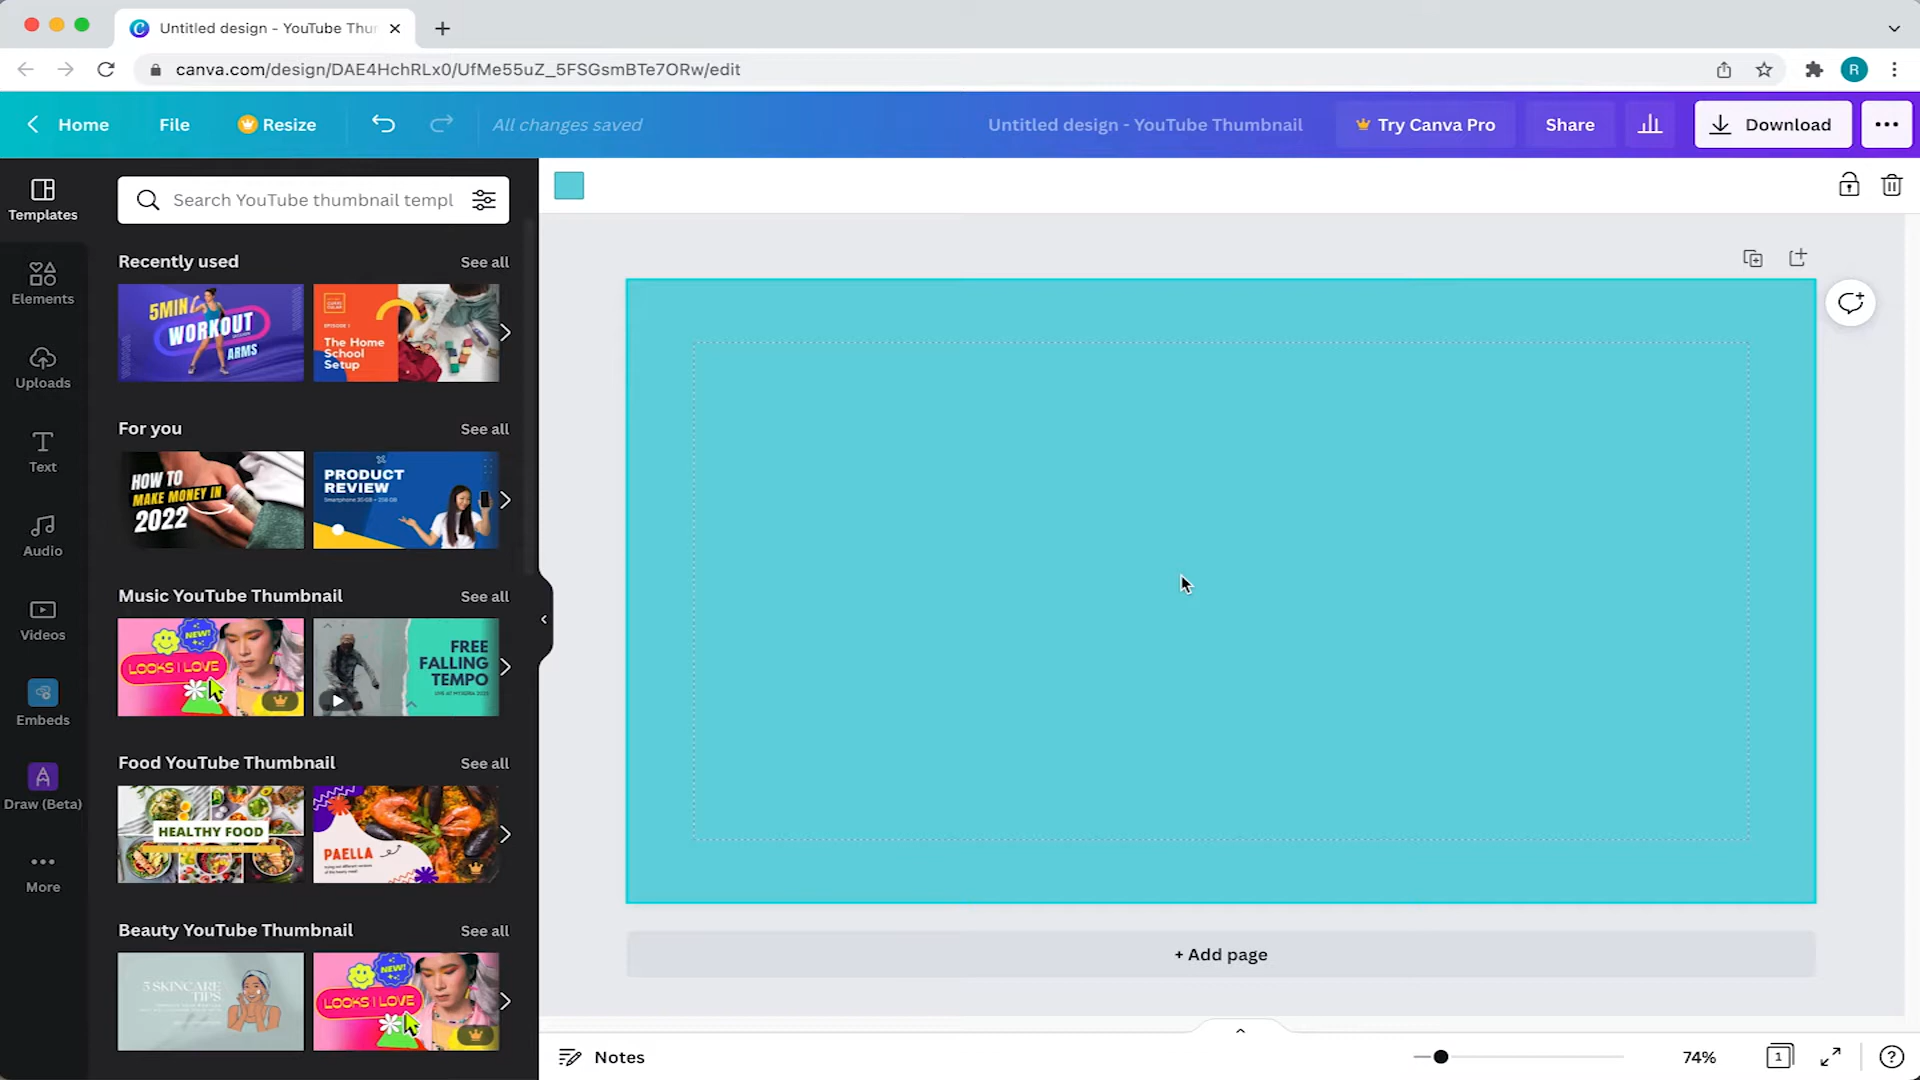 Untitled design - YouTube Thur
canva.com/design/DAE4HchRLx0/UfMe55uZ_5FSGsmBTe7ORw/edit
R
Home
File
Resize
All changes saved
Untitled design - YouTube Thumbnail
Try Canva Pro
Share
Download
Templates
Elements
Uploads
Text
Audio
Videos
Embeds
Draw (Beta)
More
Search YouTube thumbnail templ
Recently used
See all
5MIN
WORKOUT
ARMS
EPISODE 1
The Home
School
Setup
For you
See all
HOW TO
MAKE MONEY IN
2022
PRODUCT
REVIEW
Music YouTube Thumbnail
See all
NEW!
LOOKS I LOVE
FREE
FALLING
TEMPO
Food YouTube Thumbnail
See all
HEALTHY FOOD
PAELLA
Beauty YouTube Thumbnail
See all
5 SKINCARE
TIPS
NEW!
LOOKS I LOVE
+ Add page
Notes
74%
1
?